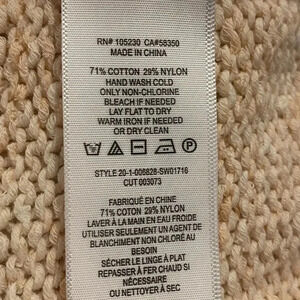 RN# 105230 CA#58350
MADE IN CHINA
71% COTTON 29% NYLON
HAND WASH COLD
ONLY NON-CHLORINE
BLEACH IF NEEDED
LAY FLAT TO DRY
WARM IRON IF NEEDED
OR DRY CLEAN
STYLE 20-1-006828-SW01716
CUT 003073
FABRIQUÉ EN CHINE
71% COTON 29% NYLON
LAVER À LA MAIN EN EAU FROIDE
UTILISER SEULEMENT UN AGENT DE
BLANCHIMENT NON CHLORÉ AU
BESOIN
SÉCHER LE LINGE À PLAT
REPASSER À FER CHAUD SI
NÉCESSAIRE
OU NETTOYER À SEC